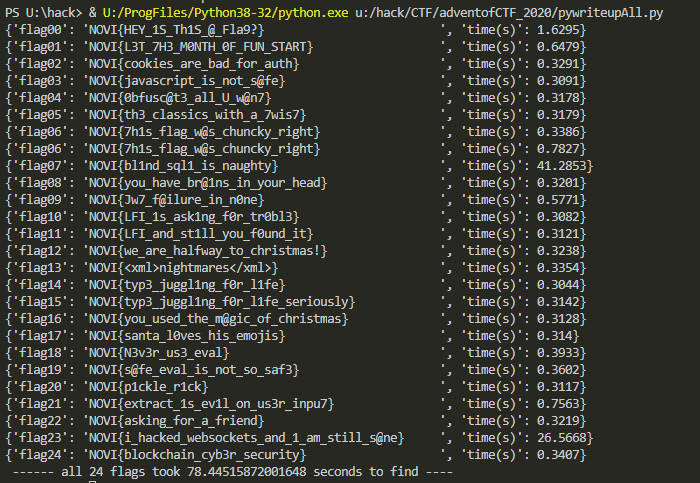 PS U:\hack> & U:/ProgFiles/Python38-32/python.exe u:/hack/CTF/adventofCTF_2020/pywriteupAll.py
{'flag00': 'NOVI{HEY_1S_Th1S_@_Fla9?}                ', 'time(s)': 1.6295}
{'flag01': 'NOVI{L3T_7H3_M0NTH_0F_FUN_START}         ', 'time(s)': 0.6479}
{'flag02': 'NOVI{cookies_are_bad_for_auth}           ', 'time(s)': 0.3291}
{'flag03': 'NOVI{javascript_is_not_s@fe}             ', 'time(s)': 0.3091}
{'flag04': 'NOVI{0bfusc@t3_all_U_w@n7}               ', 'time(s)': 0.3178}
{'flag05': 'NOVI{th3_classics_with_a_7wis7}          ', 'time(s)': 0.3179}
{'flag06': 'NOVI{7h1s_flag_w@s_chuncky_right}        ', 'time(s)': 0.3386}
{'flag06': 'NOVI{7h1s_flag_w@s_chuncky_right}        ', 'time(s)': 0.7827}
{'flag07': 'NOVI{bl1nd_sql1_is_naughty}              ', 'time(s)': 41.2853}
{'flag08': 'NOVI{you_have_br@1ns_in_your_head}       ', 'time(s)': 0.3201}
{'flag09': 'NOVI{Jw7_f@ilure_in_n0ne}                ', 'time(s)': 0.5771}
{'flag10': 'NOVI{LFI_1s_ask1ng_f0r_tr0bl3}           ', 'time(s)': 0.3082}
{'flag11': 'NOVI{LFI_and_st1ll_you_f0und_it}         ', 'time(s)': 0.3121}
{'flag12': 'NOVI{we_are_halfway_to_christmas!}       ', 'time(s)': 0.3238}
{'flag13': 'NOVI{<xml>nightmares</xml>}              ', 'time(s)': 0.3354}
{'flag14': 'NOVI{typ3_juggl1ng_f0r_l1fe}             ', 'time(s)': 0.3044}
{'flag15': 'NOVI{typ3_juggl1ng_f0r_l1fe_seriously}   ', 'time(s)': 0.3142}
{'flag16': 'NOVI{you_used_the_m@gic_of_christmas}    ', 'time(s)': 0.3128}
{'flag17': 'NOVI{santa_l0ves_his_emojis}             ', 'time(s)': 0.314}
{'flag18': 'NOVI{N3v3r_us3_eval}                     ', 'time(s)': 0.3933}
{'flag19': 'NOVI{s@fe_eval_is_not_so_saf3}           ', 'time(s)': 0.3602}
{'flag20': 'NOVI{p1ckle_r1ck}                        ', 'time(s)': 0.3117}
{'flag21': 'NOVI{extract_1s_ev1l_on_us3r_inpu7}      ', 'time(s)': 0.7563}
{'flag22': 'NOVI{asking_for_a_friend}                ', 'time(s)': 0.3219}
{'flag23': 'NOVI{i_hacked_websockets_and_1_am_still_s@ne}    ', 'time(s)': 26.5668}
{'flag24': 'NOVI{blockchain_cyb3r_security}          ', 'time(s)': 0.3407}
------ all 24 flags took 78.44515872001648 seconds to find ----